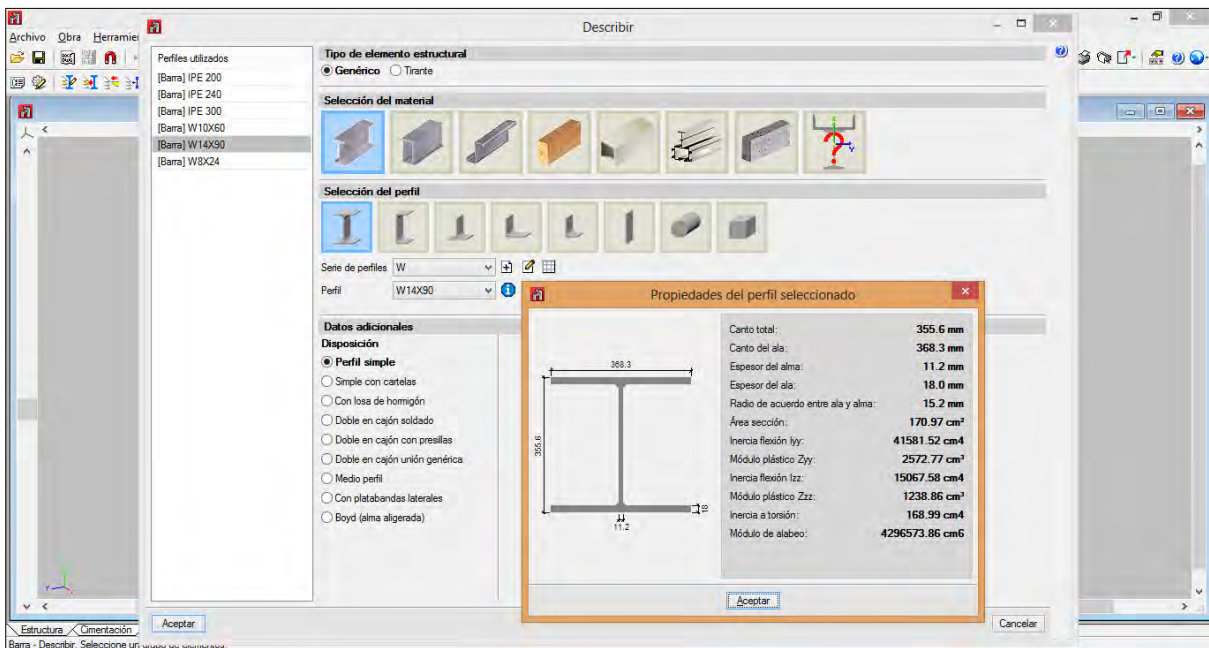 Describir
Archivo Obra
Perfiles utilizados
[Barra] IPE 200
[Barra] IPE 240
[Barra] IPE 300
[Barra] W10X60
[Barra] W14X90
[Barra] W8X24
Tipo de elemento estructural
Genérico Tirante
Selección del material
Selección del perfil
Serie de perfiles W
Perfil W14X90
Datos adicionales
Disposición
Perfil simple
Simple con cartelas
Con losa de hormigón
Doble en cajón soldado
Doble en cajón con presillas
Doble en cajón unión genérica
Medio perfil
Con platabandas laterales
Boyd (alma aligerada)
Propiedades del perfil seleccionado
368.3
355.6
11.2
18
Canto total: 355.6 mm
Canto del ala: 368.3 mm
Espesor del alma: 11.2 mm
Espesor del ala: 18.0 mm
Radio de acuerdo entre ala y alma: 15.2 mm
Área sección: 170.97 cm²
Inercia flexión Iyy: 41581.52 cm4
Módulo plástico Zyy: 2572.77 cm³
Inercia flexión Izz: 15067.58 cm4
Módulo plástico Zzz: 1238.86 cm³
Inercia a torsión: 168.99 cm4
Módulo de alabeo: 4296573.86 cm6
Aceptar
Aceptar Cancelar
Estructura Cimentación
Barra - Describir. Seleccione un grupo de elementos.